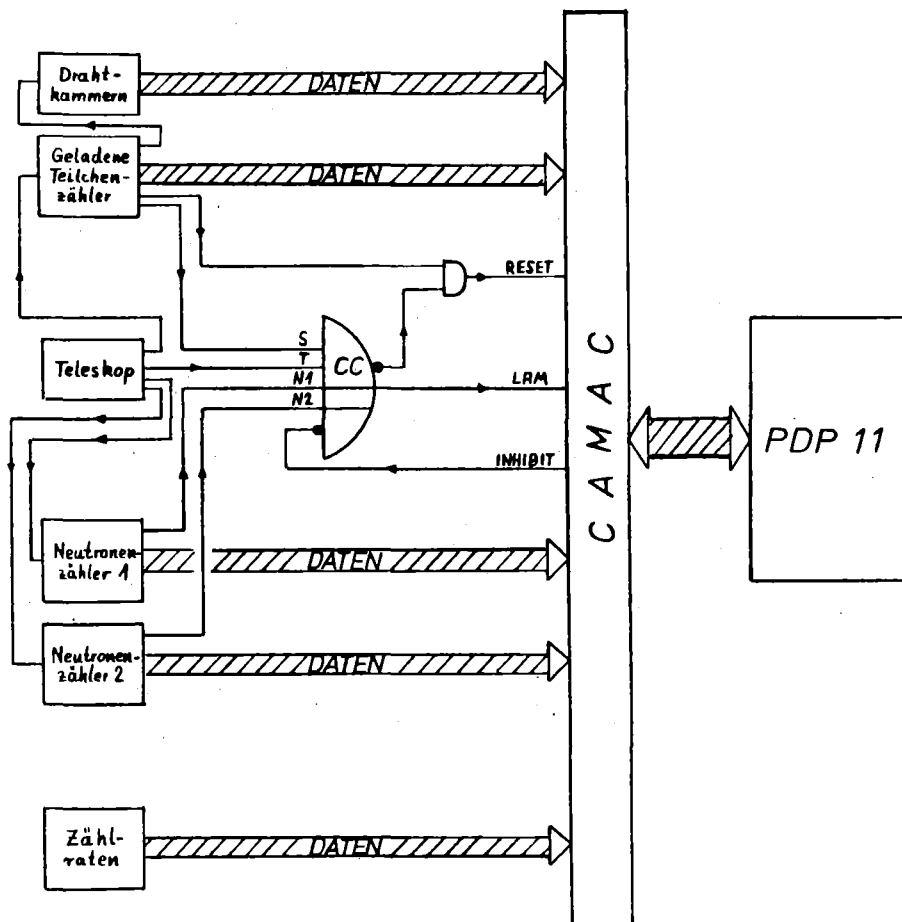 Draht-
kammern
DATEN
Geladene
Teilchen-
zähler
DATEN
RESET
S
T
N1
N2
CC
LAM
INHIBIT
Teleskop
Neutronen-
zähler 1
DATEN
Neutronen-
zähler 2
DATEN
Zähl-
raten
DATEN
CAMAC
PDP 11